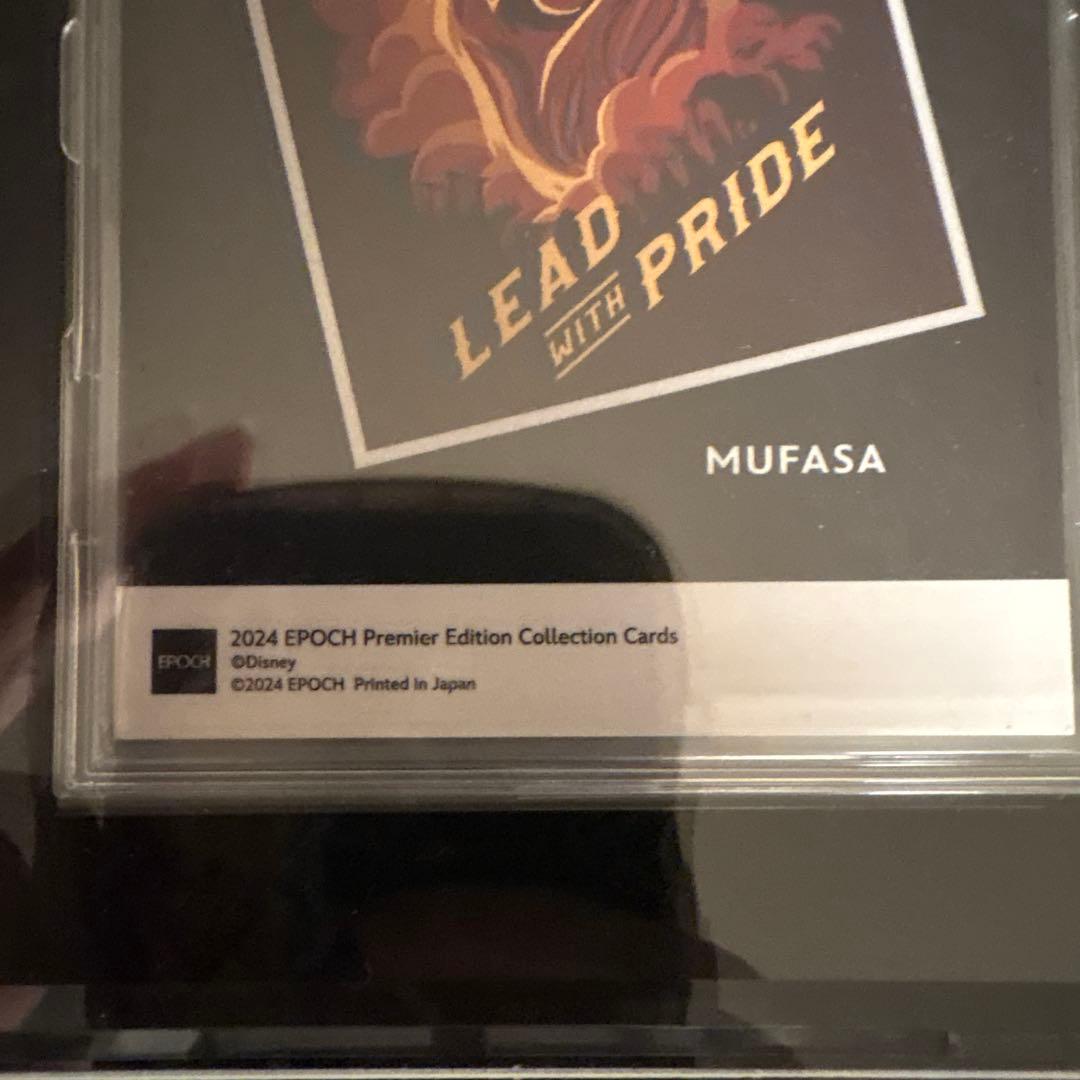 LEAD
WITH PRIDE
MUFASA
EPOCH
2024 EPOCH Premier Edition Collection Cards
©Disney
©2024 EPOCH Printed In Japan